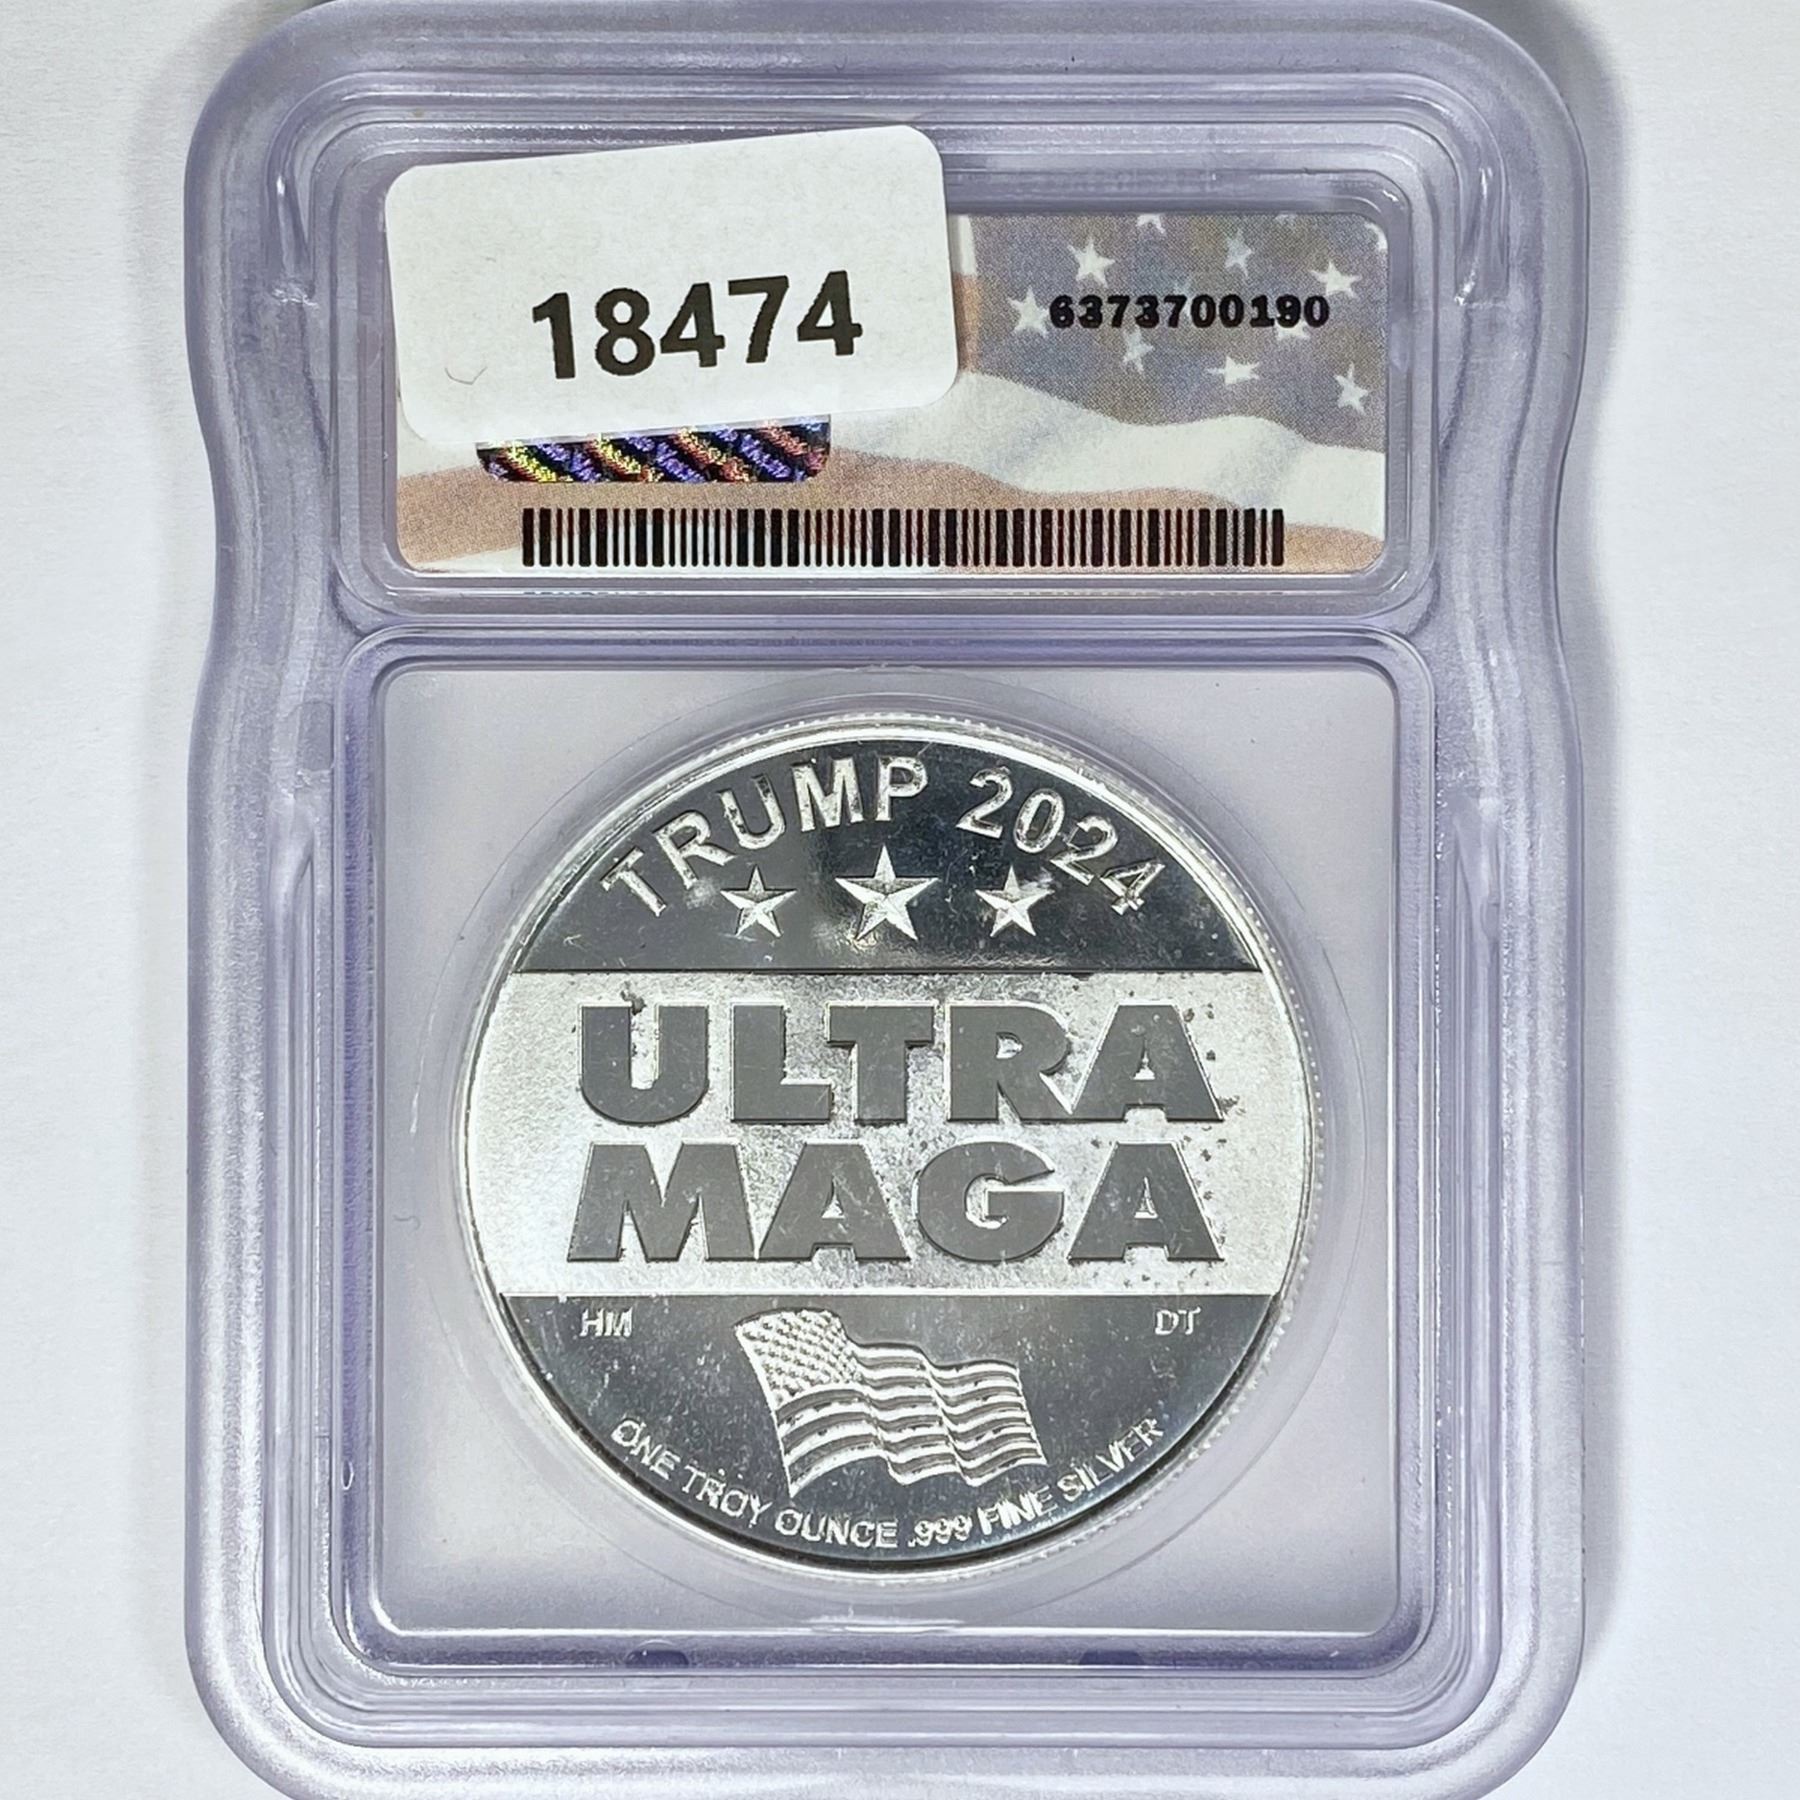 18474
6373700190
TRUMP 2024
ULTRA
MAGA
HM
DT
ONE TROY OUNCE .999 FINE SILVER